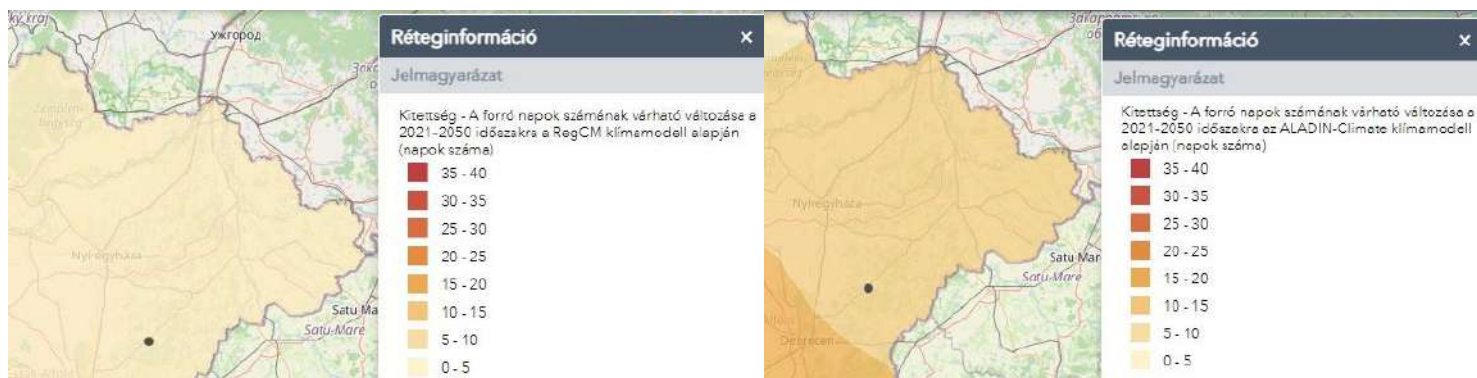 ký kraj
Ужгород
Nyíregyháza
Satu Ma
Satu-Mare
Réteginformáció
×
Jelmagyarázat
Kitettség - A forró napok számának várható változása a
2021-2050 időszakra a RegCM klímamodell alapján
(napok száma)
35 - 40
30 - 35
25 - 30
20 - 25
15 - 20
10 - 15
5 - 10
0 - 5
Nyíregyháza
Satu Mar
Satu-Mare
Debrecen
Réteginformáció
×
Jelmagyarázat
Kitettség - A forró napok számának várható változása a
2021-2050 időszakra az ALADIN-Climate klímamodell
alapján (napok száma)
35 - 40
30 - 35
25 - 30
20 - 25
15 - 20
10 - 15
5 - 10
0 - 5